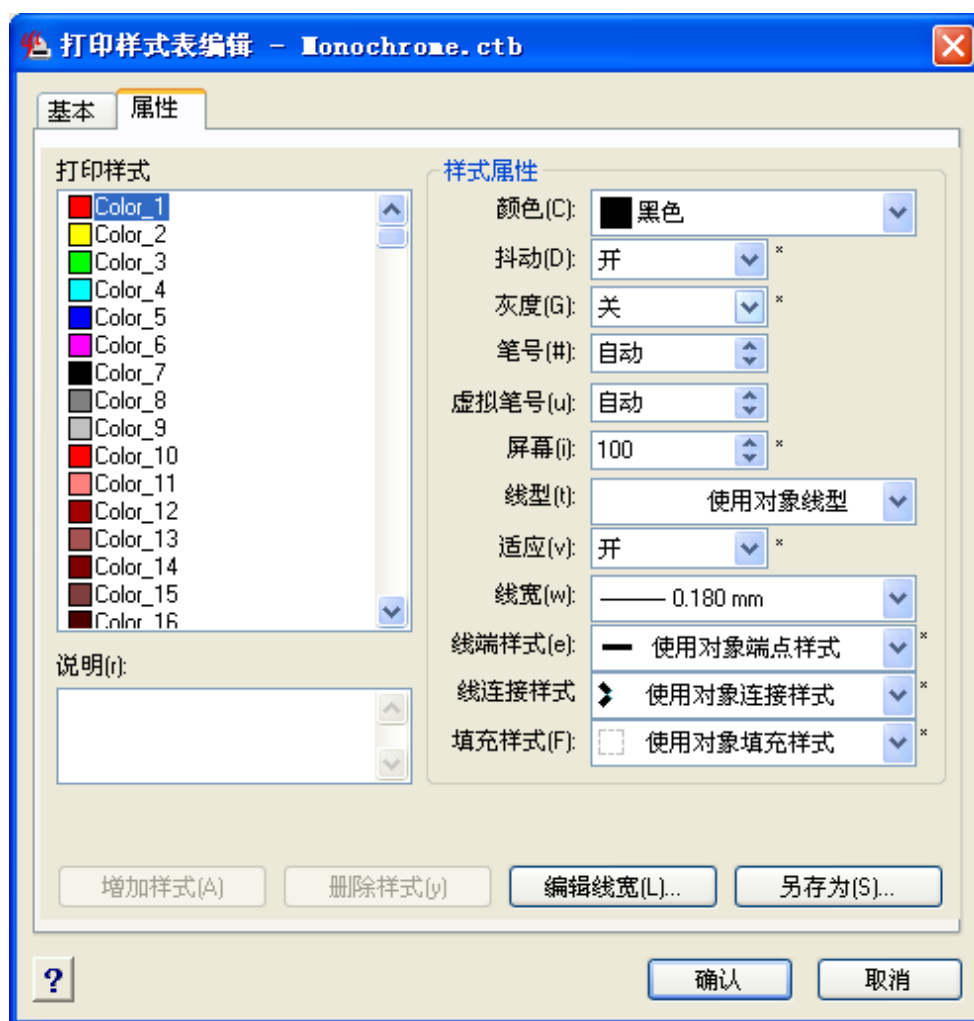 打印样式表编辑 - Monochrome.ctb
基本 属性
打印样式
Color_1
Color_2
Color_3
Color_4
Color_5
Color_6
Color_7
Color_8
Color_9
Color_10
Color_11
Color_12
Color_13
Color_14
Color_15
Color_16
说明(r):
样式属性
颜色(C): 黑色
抖动(D): 开 *
灰度(G): 关 *
笔号(#): 自动
虚拟笔号(u): 自动
屏幕(i): 100 *
线型(t): 使用对象线型
适应(v): 开 *
线宽(w): 0.180 mm
线端样式(e): 使用对象端点样式 *
线连接样式 使用对象连接样式 *
填充样式(F): 使用对象填充样式 *
增加样式(A) 删除样式(y) 编辑线宽(L)... 另存为(S)...
? 确认 取消